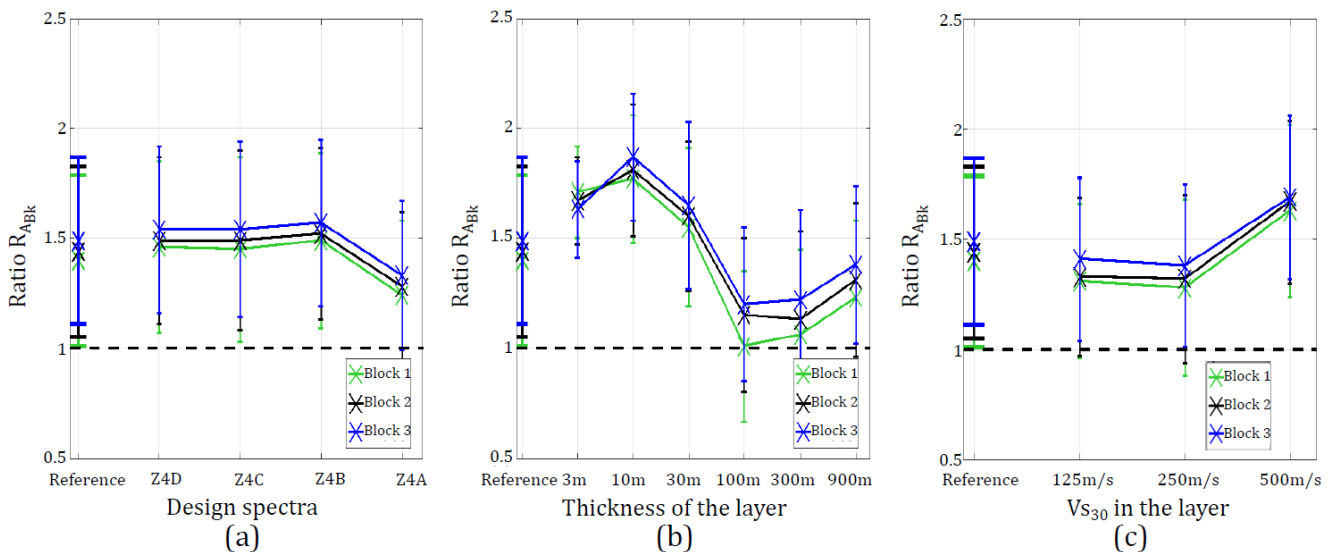 2.5
2
1.5
1
0.5
Ratio R_ABk
Block 1
Block 2
Block 3
Reference Z4D Z4C Z4B Z4A
Design spectra
(a)
2.5
2
1.5
1
0.5
Ratio R_ABk
Block 1
Block 2
Block 3
Reference 3m 10m 30m 100m 300m 900m
Thickness of the layer
(b)
2.5
2
1.5
1
0.5
Ratio R_ABk
Block 1
Block 2
Block 3
Reference 125m/s 250m/s 500m/s
Vs30 in the layer
(c)